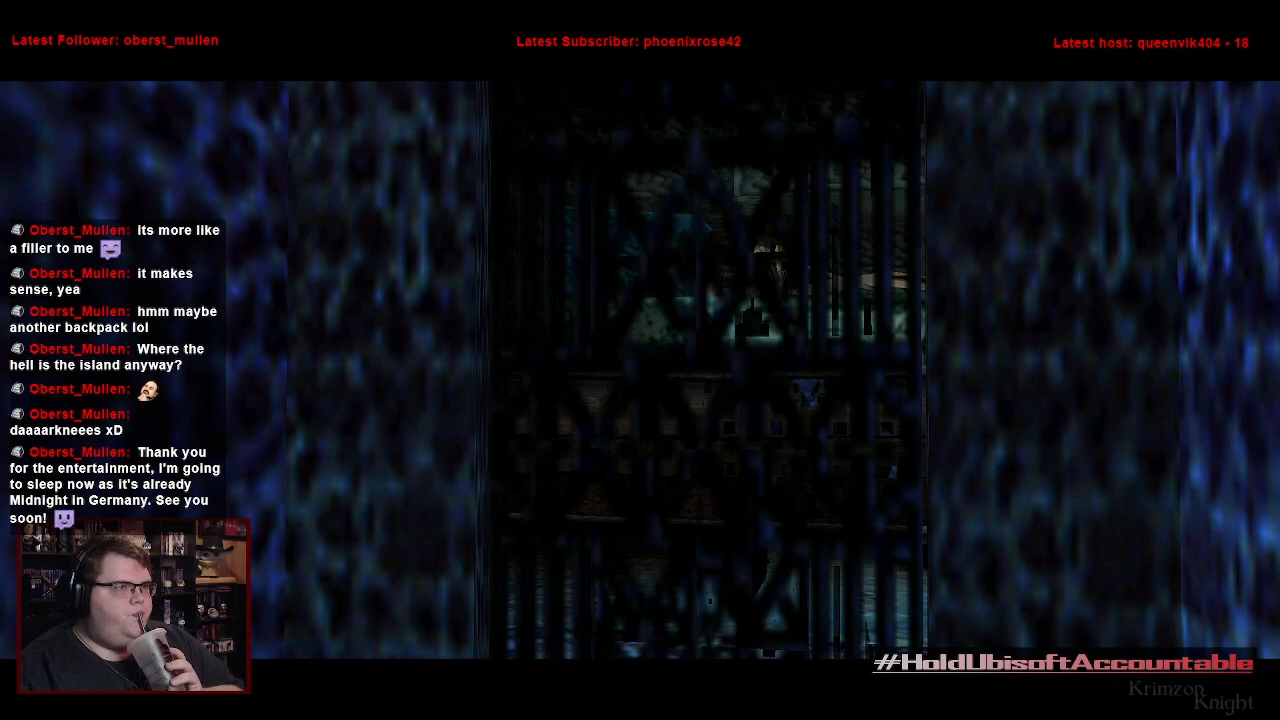 Latest Follower: oberst_mullen
Latest Subscriber: phoenixrose42
Latest host: queenvik404 - 18
Oberst_Mullen: its more like
a filler to me
Oberst_Mullen: it makes
sense, yea
Oberst_Mullen: hmm maybe
another backpack lol
Oberst_Mullen: Where the
hell is the island anyway?
Oberst_Mullen:
Oberst_Mullen:
daaaarkneees xD
Oberst_Mullen: Thank you
for the entertainment, I'm going
to sleep now as it's already
Midnight in Germany. See you
soon!
#HoldUbisoftAccountable
Krimzon
Knight